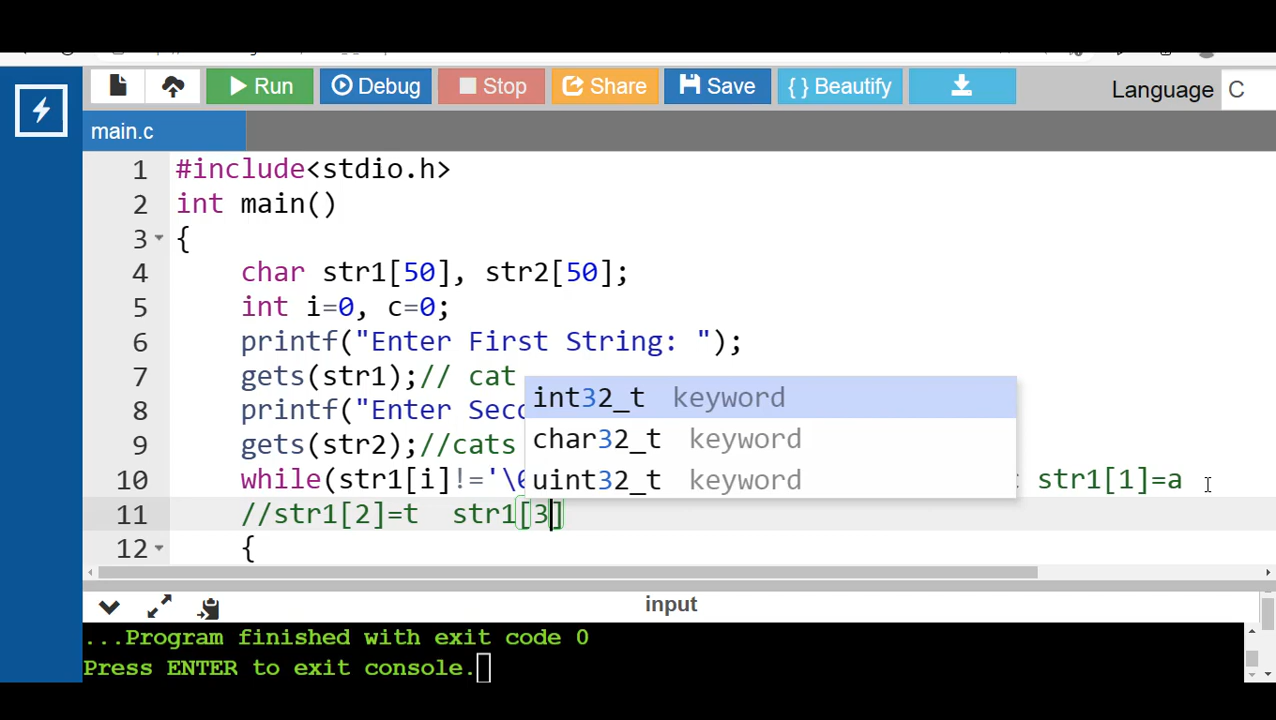 Run Debug Stop Share Save { } Beautify Language C
main.c
1 #include<stdio.h>
2 int main()
3 {
4 char str1[50], str2[50];
5 int i=0, c=0;
6 printf("Enter First String: ");
7 gets(str1);// cat
8 printf("Enter Sec
9 gets(str2);//cats
10 while(str1[i]!='\0 str1[1]=a
11 //str1[2]=t str1[3]
12 {
int32_t keyword
char32_t keyword
uint32_t keyword
input
...Program finished with exit code 0
Press ENTER to exit console.